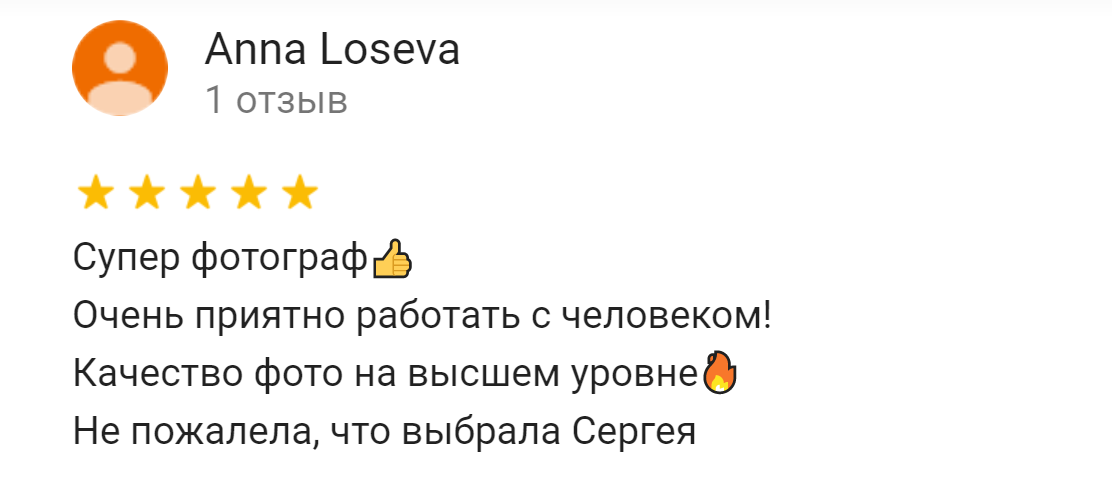 Anna Loseva
1 отзыв
Супер фотограф👍
Очень приятно работать с человеком!
Качество фото на высшем уровне🔥
Не пожалела, что выбрала Сергея